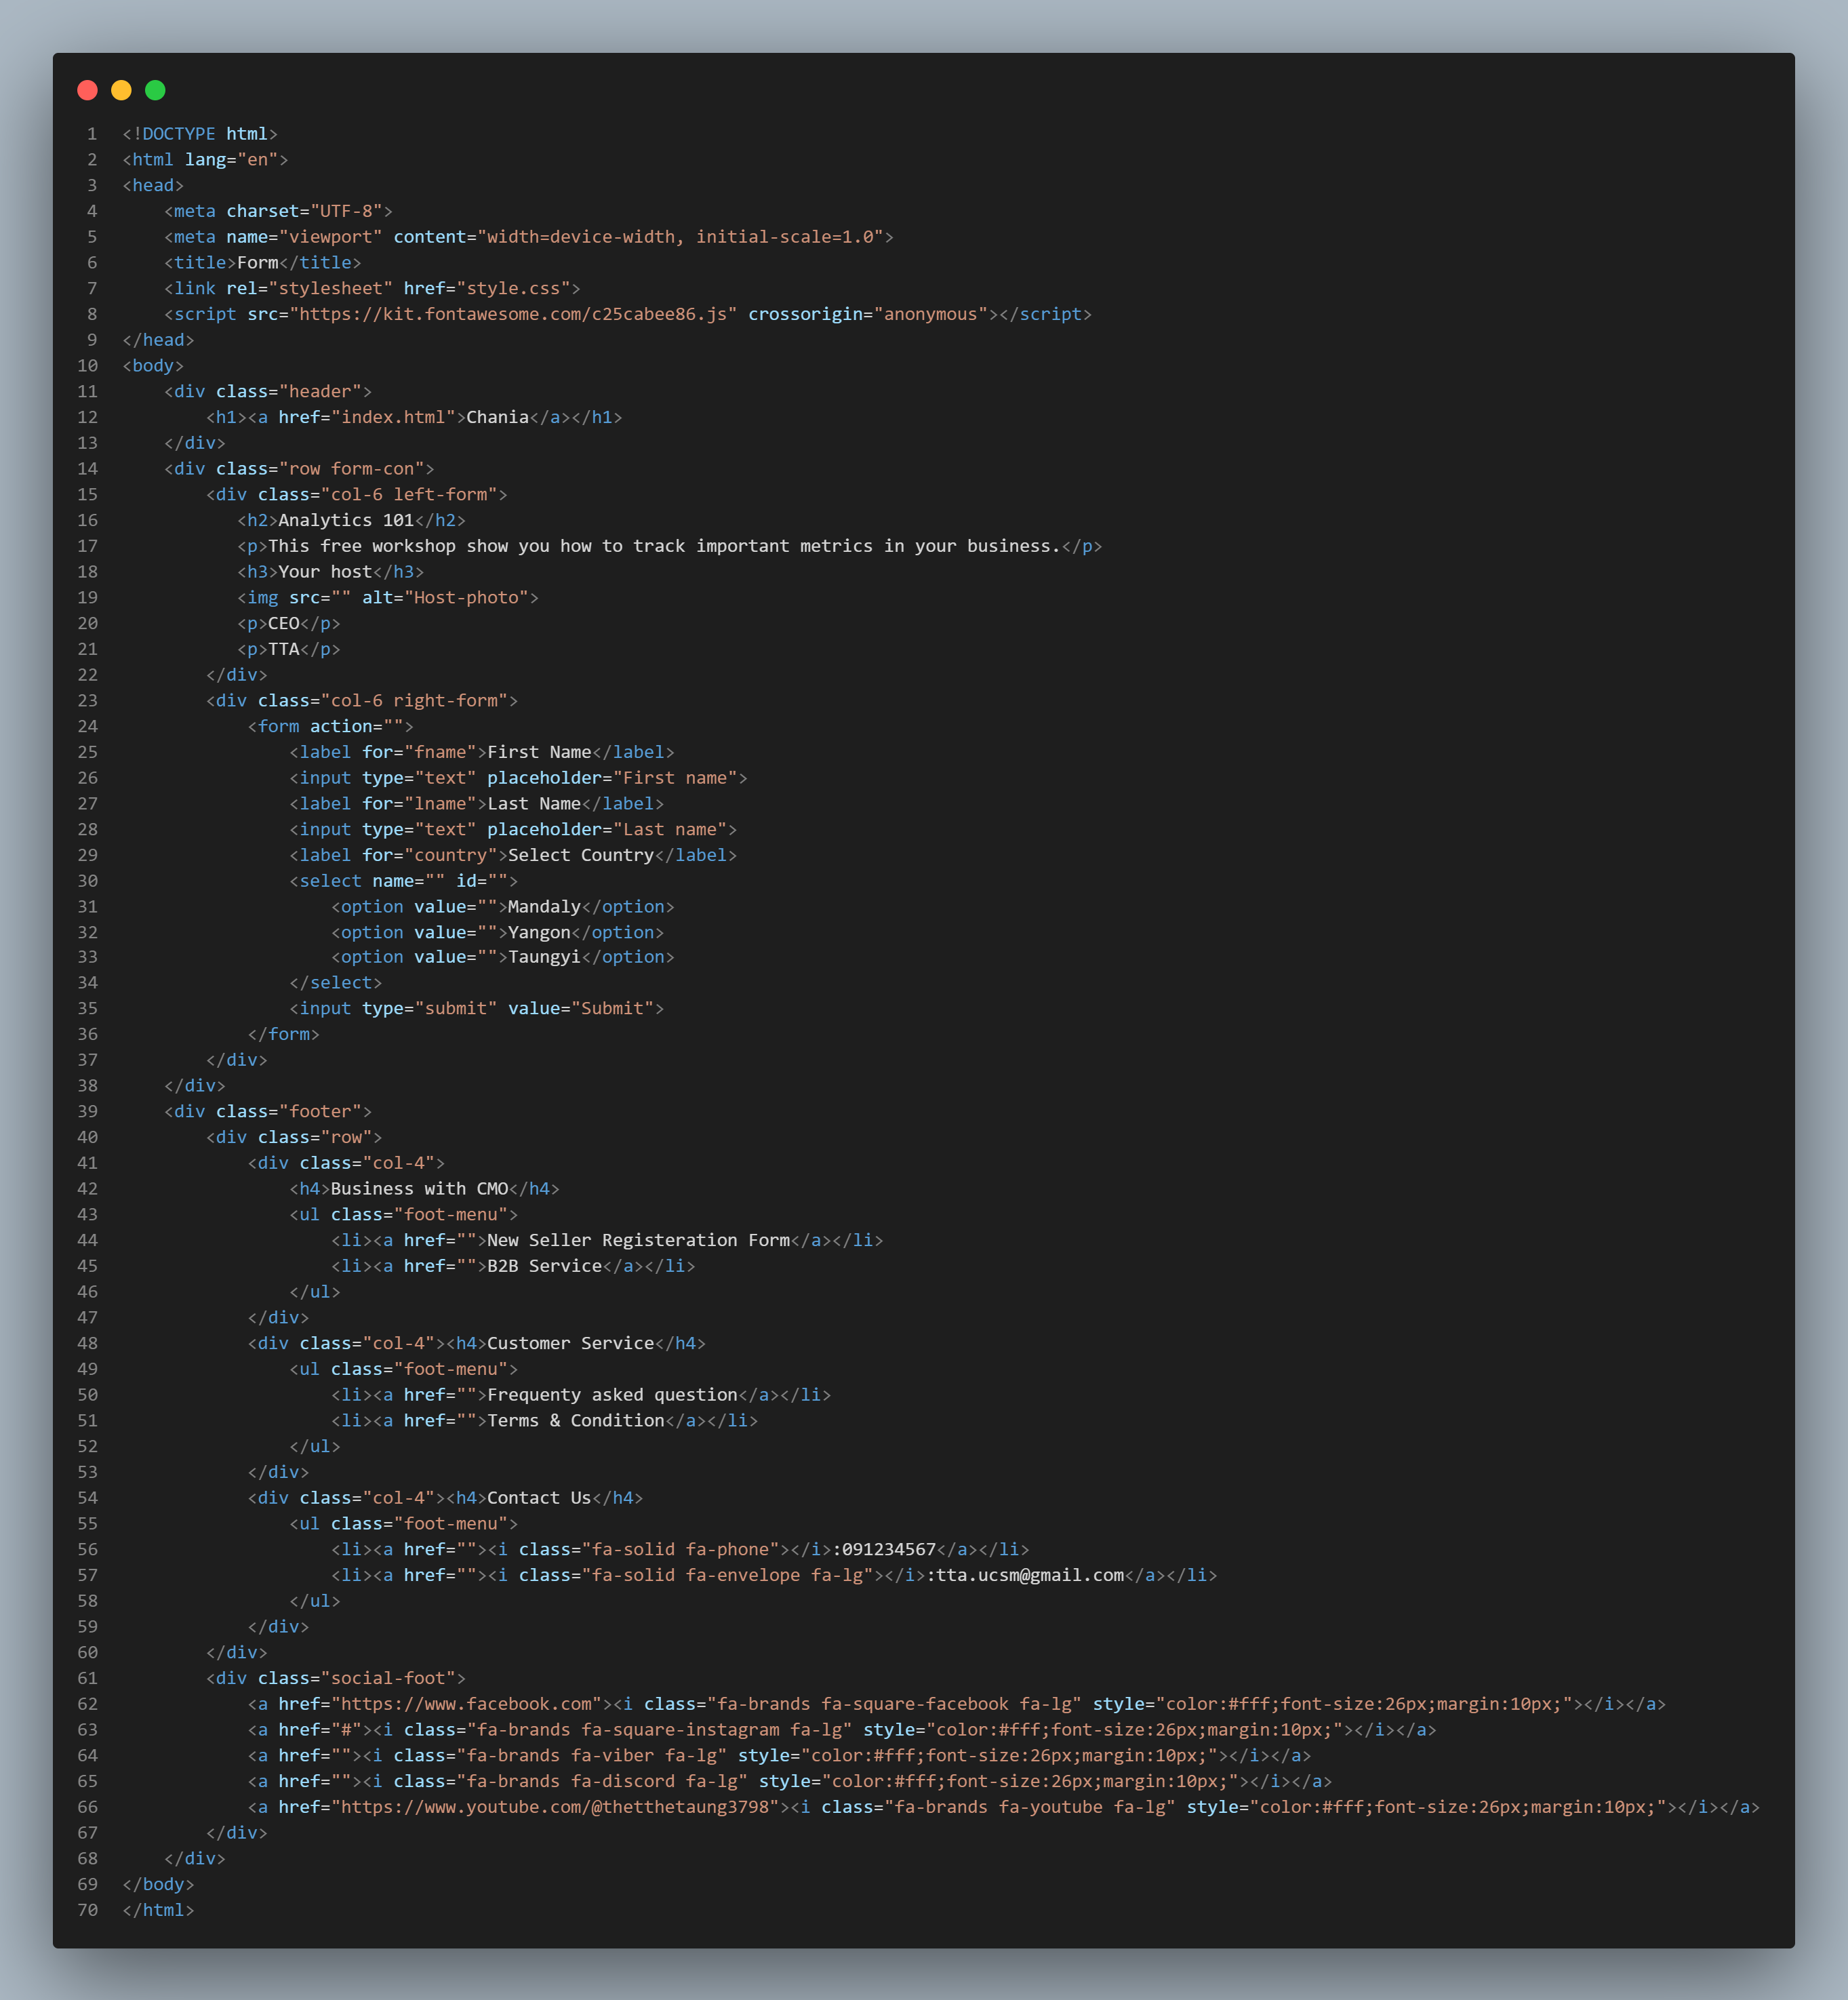 1 <!DOCTYPE html>
2 <html lang="en">
3 <head>
4     <meta charset="UTF-8">
5     <meta name="viewport" content="width=device-width, initial-scale=1.0">
6     <title>Form</title>
7     <link rel="stylesheet" href="style.css">
8     <script src="https://kit.fontawesome.com/c25cabee86.js" crossorigin="anonymous"></script>
9 </head>
10 <body>
11     <div class="header">
12         <h1><a href="index.html">Chania</a></h1>
13     </div>
14     <div class="row form-con">
15         <div class="col-6 left-form">
16            <h2>Analytics 101</h2>
17            <p>This free workshop show you how to track important metrics in your business.</p>
18            <h3>Your host</h3>
19            <img src="" alt="Host-photo">
20            <p>CEO</p>
21            <p>TTA</p>
22         </div>
23         <div class="col-6 right-form">
24             <form action="">
25                 <label for="fname">First Name</label>
26                 <input type="text" placeholder="First name">
27                 <label for="lname">Last Name</label>
28                 <input type="text" placeholder="Last name">
29                 <label for="country">Select Country</label>
30                 <select name="" id="">
31                     <option value="">Mandaly</option>
32                     <option value="">Yangon</option>
33                     <option value="">Taungyi</option>
34                 </select>
35                 <input type="submit" value="Submit">
36             </form>
37         </div>
38     </div>
39     <div class="footer">
40         <div class="row">
41             <div class="col-4">
42                 <h4>Business with CMO</h4>
43                 <ul class="foot-menu">
44                     <li><a href="">New Seller Registeration Form</a></li>
45                     <li><a href="">B2B Service</a></li>
46                 </ul>
47             </div>
48             <div class="col-4"><h4>Customer Service</h4>
49                 <ul class="foot-menu">
50                     <li><a href="">Frequenty asked question</a></li>
51                     <li><a href="">Terms & Condition</a></li>
52                 </ul>
53             </div>
54             <div class="col-4"><h4>Contact Us</h4>
55                 <ul class="foot-menu">
56                     <li><a href=""><i class="fa-solid fa-phone"></i>:091234567</a></li>
57                     <li><a href=""><i class="fa-solid fa-envelope fa-lg"></i>:tta.ucsm@gmail.com</a></li>
58                 </ul>
59             </div>
60         </div>
61         <div class="social-foot">
62             <a href="https://www.facebook.com"><i class="fa-brands fa-square-facebook fa-lg" style="color:#fff;font-size:26px;margin:10px;"></i></a>
63             <a href="#"><i class="fa-brands fa-square-instagram fa-lg" style="color:#fff;font-size:26px;margin:10px;"></i></a>
64             <a href=""><i class="fa-brands fa-viber fa-lg" style="color:#fff;font-size:26px;margin:10px;"></i></a>
65             <a href=""><i class="fa-brands fa-discord fa-lg" style="color:#fff;font-size:26px;margin:10px;"></i></a>
66             <a href="https://www.youtube.com/@thetthetaung3798"><i class="fa-brands fa-youtube fa-lg" style="color:#fff;font-size:26px;margin:10px;"></i></a>
67         </div>
68     </div>
69 </body>
70 </html>